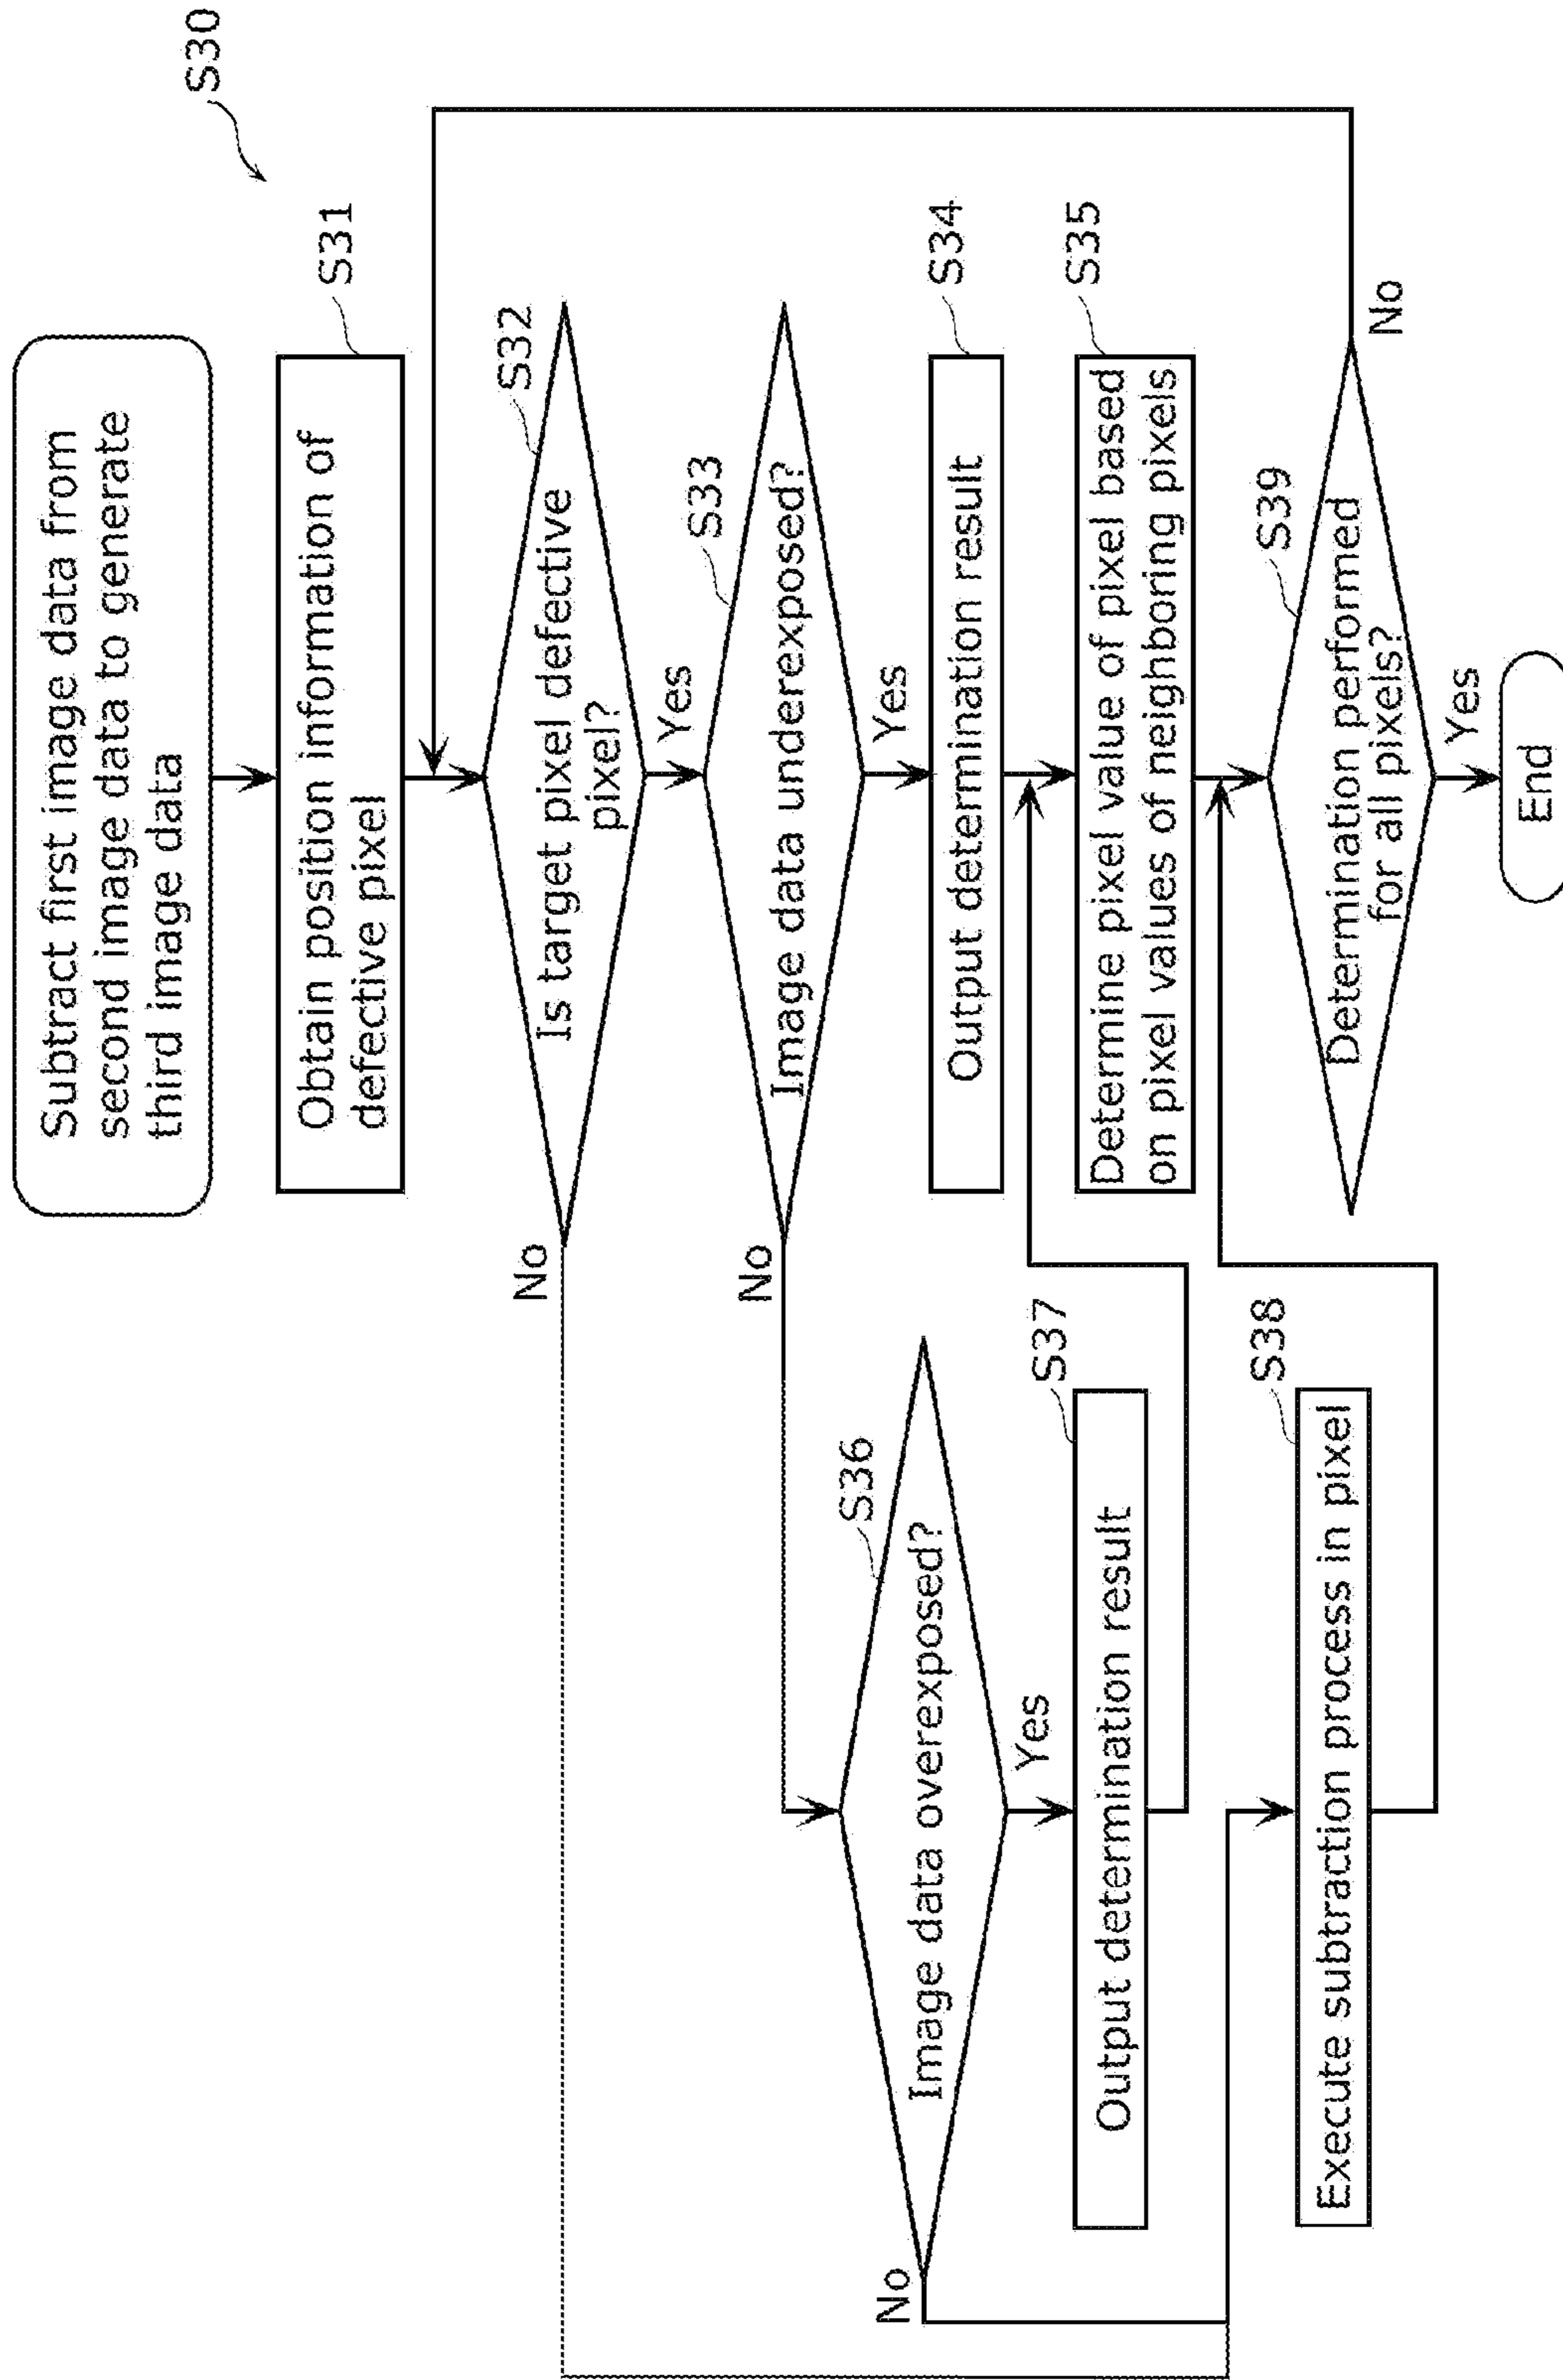 S30
Subtract first image data from
second image data to generate
third image data
S31
Obtain position information of
defective pixel
S32
Is target pixel defective
pixel?
No
Yes
S33
Image data underexposed?
No
Yes
S34
Output determination result
S35
Determine pixel value of pixel based
on pixel values of neighboring pixels
S36
Image data overexposed?
No
Yes
S37
Output determination result
S38
Execute subtraction process in pixel
S39
Determination performed
for all pixels?
No
Yes
End